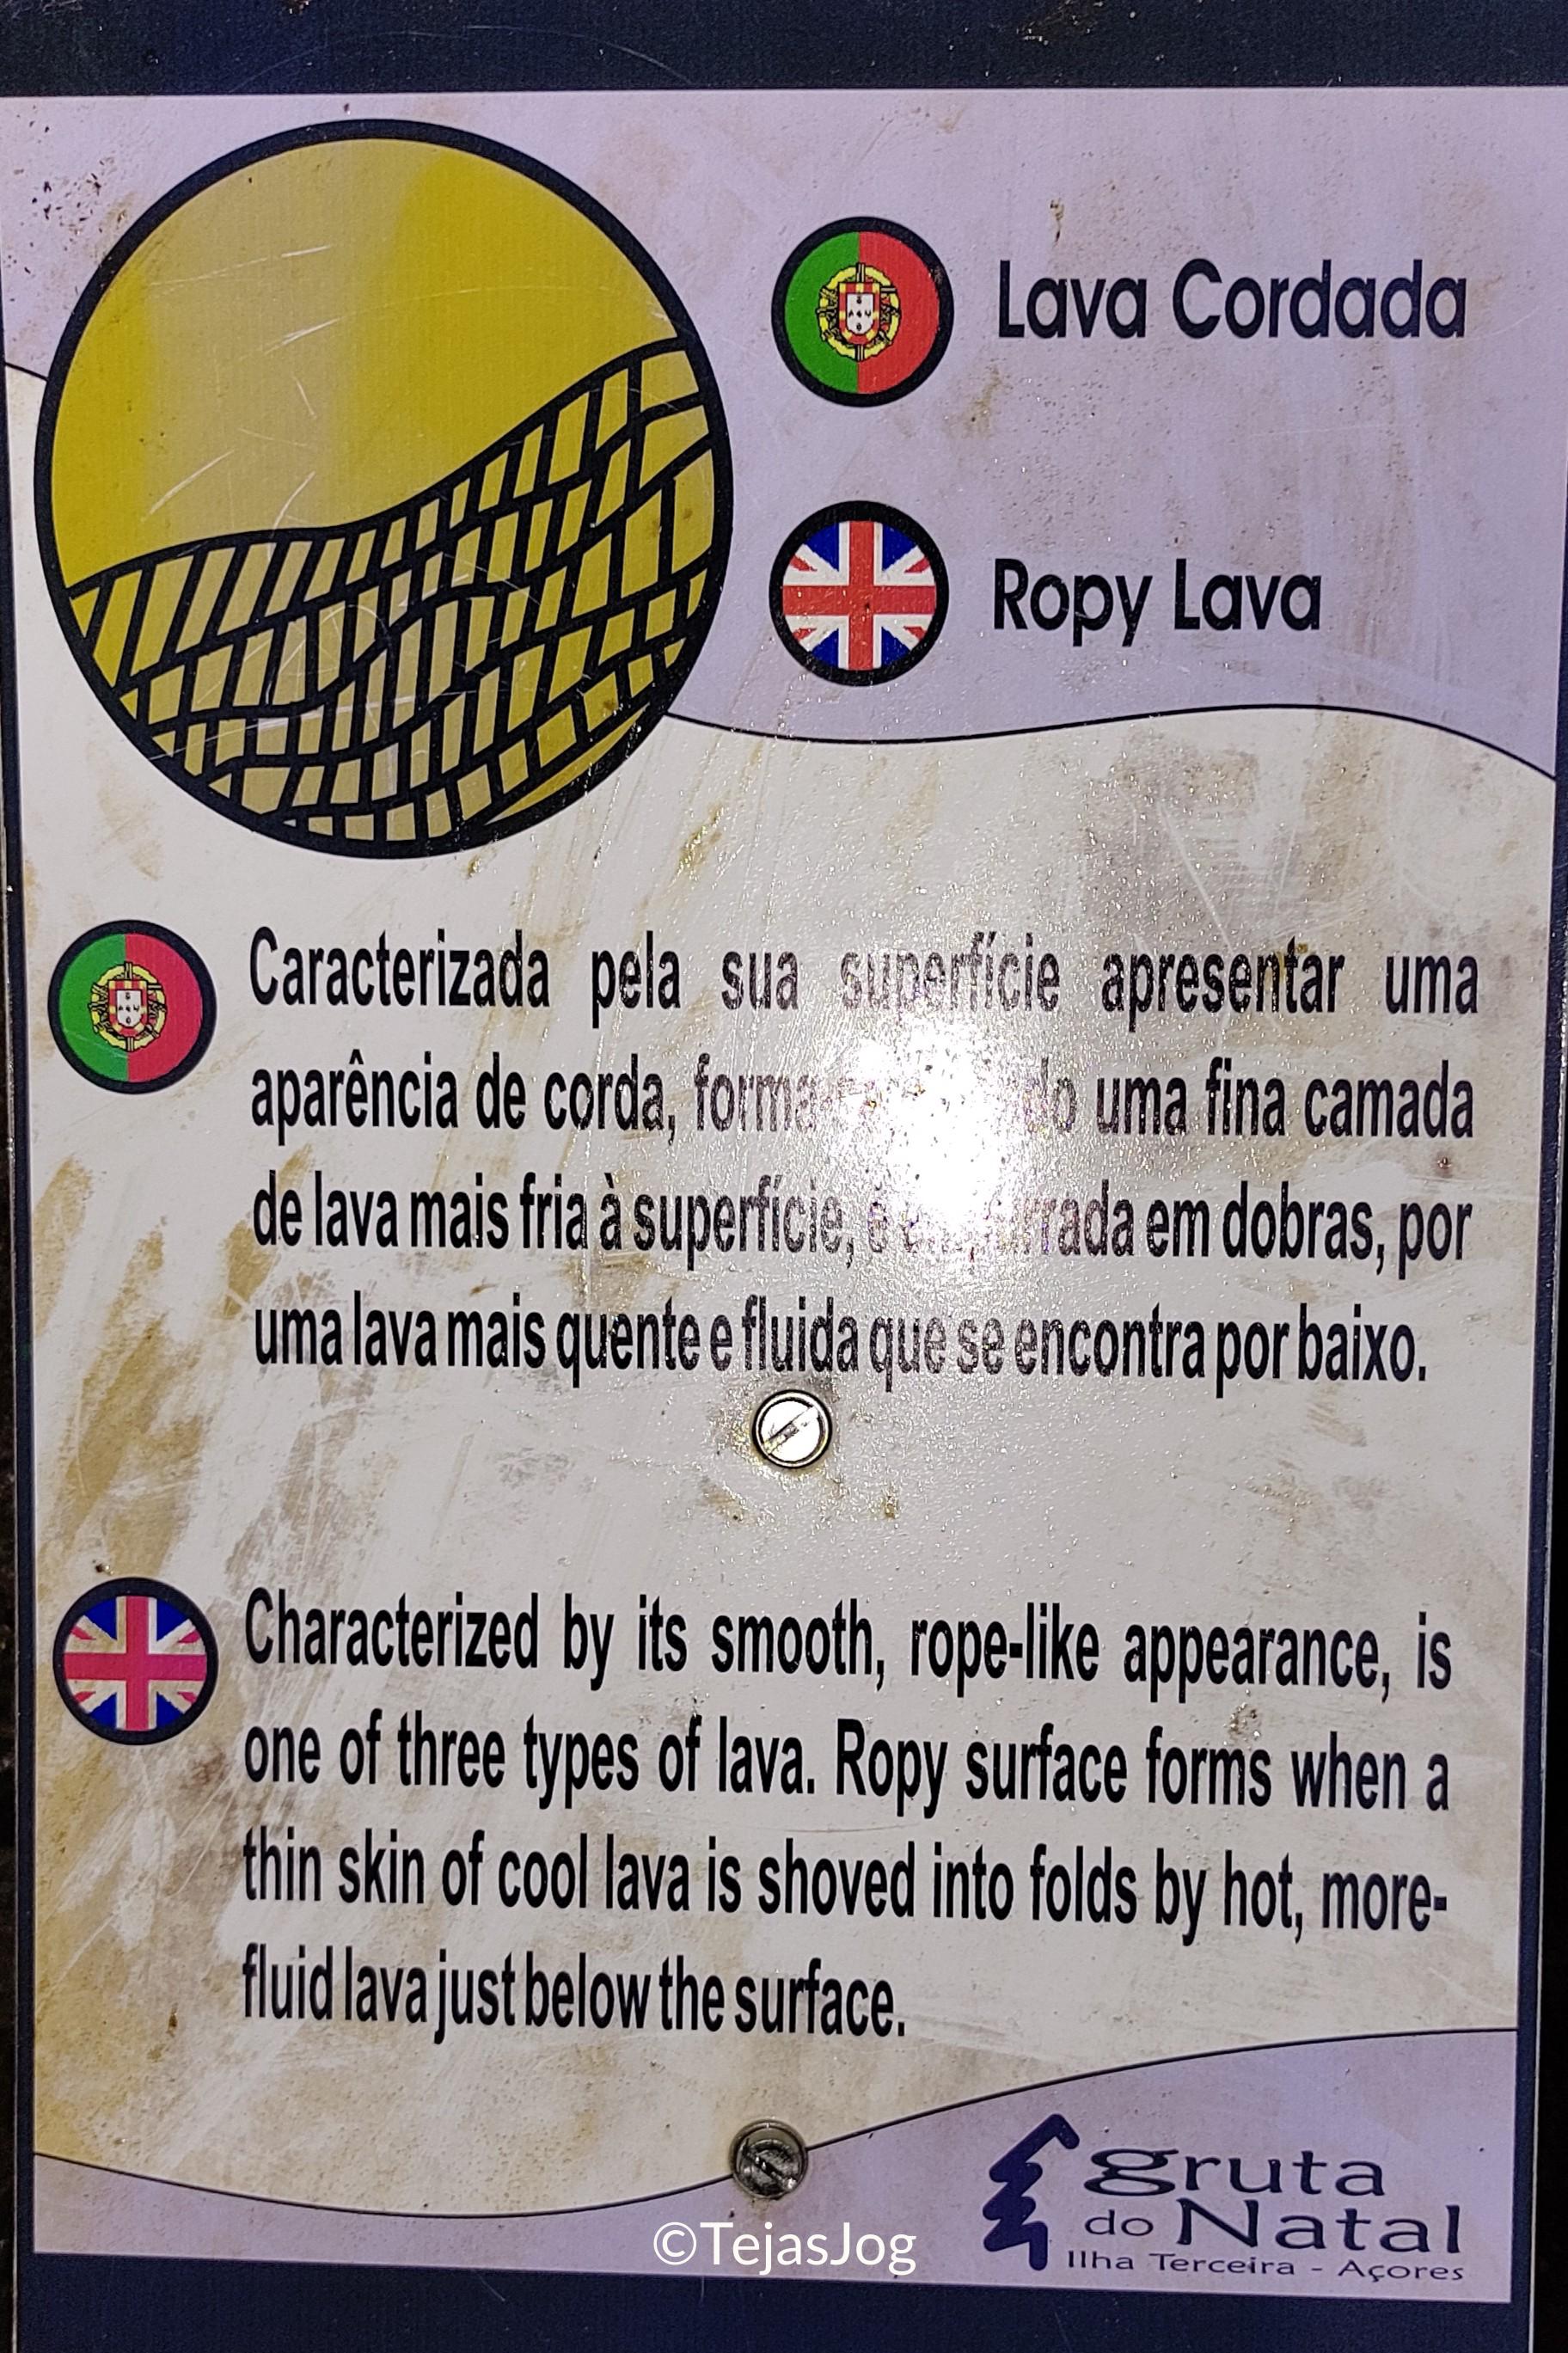 Lava Cordada
Ropy Lava
Caracterizada pela sua superfície apresentar uma
aparência de corda, uma fina camada
de lava mais fria à superfície, é em dobras, por
uma lava mais quente e fluida que se encontra por baixo.
Characterized by its smooth, rope-like appearance, is
one of three types of lava. Ropy surface forms when a
thin skin of cool lava is shoved into folds by hot, more-
fluid lava just below the surface.
gruta
do Natal
Ilha Terceira - Açores
©TejasJog